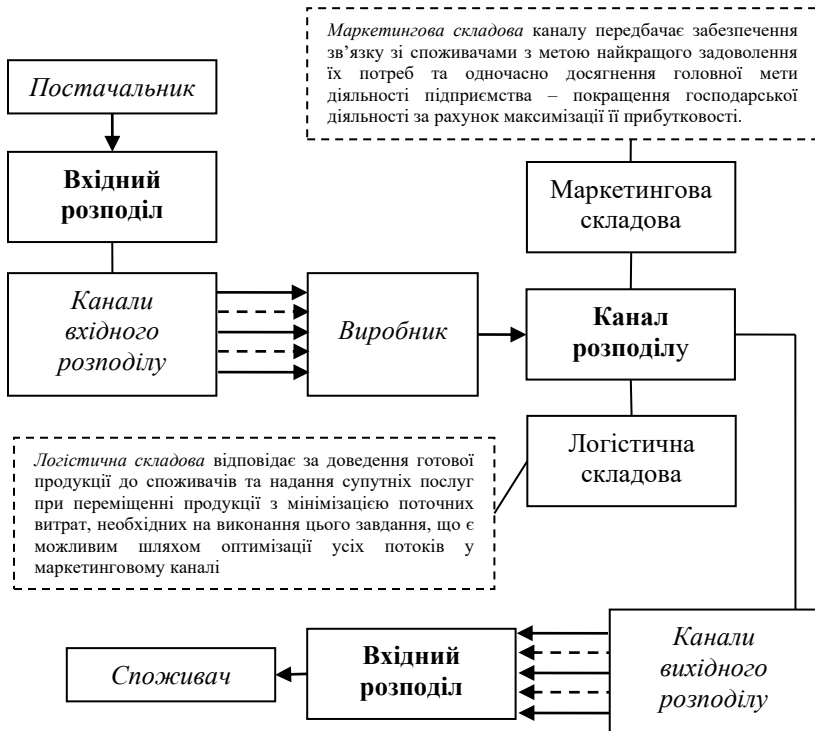 Маркетингова складова каналу передбачає забезпечення
зв’язку зі споживачами з метою найкращого задоволення
їх потреб та одночасно досягнення головної мети
діяльності підприємства – покращення господарської
діяльності за рахунок максимізації її прибутковості.
Постачальник
Вхідний
розподіл
Маркетингова
складова
Канали
вхідного
розподілу
Виробник
Канал
розподілу
Логістична
складова
Логістична складова відповідає за доведення готової
продукції до споживачів та надання супутніх послуг
при переміщенні продукції з мінімізацією поточних
витрат, необхідних на виконання цього завдання, що є
можливим шляхом оптимізації усіх потоків у
маркетинговому каналі
Споживач
Вхідний
розподіл
Канали
вихідного
розподілу